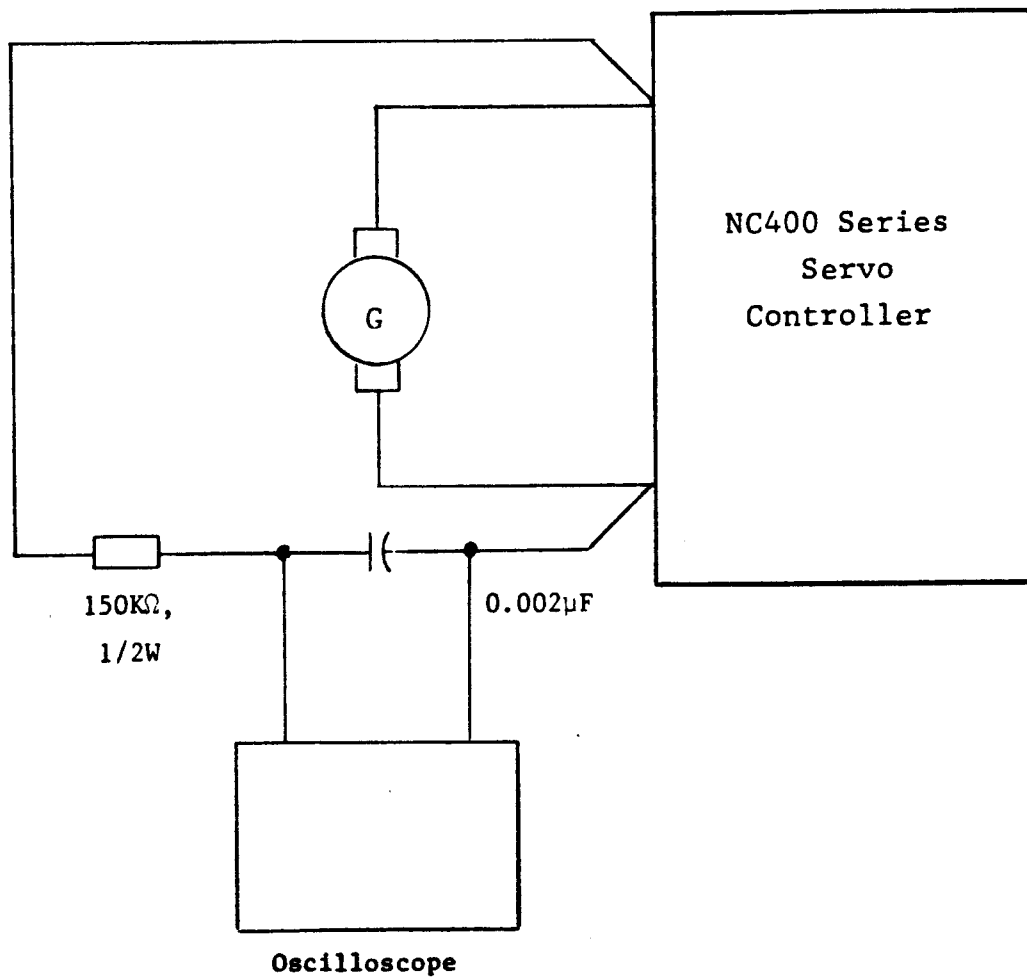 NC400 Series
Servo
Controller
G
150KΩ,
1/2W
0.002µF
Oscilloscope